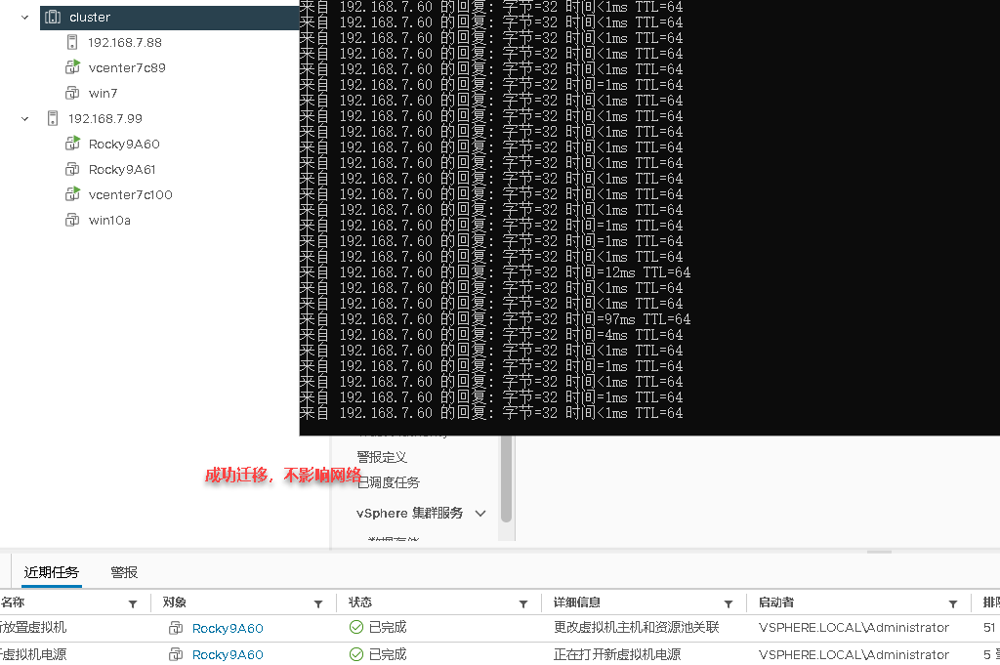 cluster
192.168.7.88
vcenter7c89
win7
192.168.7.99
Rocky9A60
Rocky9A61
vcenter7c100
win10a
来自 192.168.7.60 的回复: 字节=32 时间<1ms TTL=64
来自 192.168.7.60 的回复: 字节=32 时间<1ms TTL=64
来自 192.168.7.60 的回复: 字节=32 时间<1ms TTL=64
来自 192.168.7.60 的回复: 字节=32 时间<1ms TTL=64
来自 192.168.7.60 的回复: 字节=32 时间<1ms TTL=64
来自 192.168.7.60 的回复: 字节=32 时间=1ms TTL=64
来自 192.168.7.60 的回复: 字节=32 时间<1ms TTL=64
来自 192.168.7.60 的回复: 字节=32 时间<1ms TTL=64
来自 192.168.7.60 的回复: 字节=32 时间<1ms TTL=64
来自 192.168.7.60 的回复: 字节=32 时间<1ms TTL=64
来自 192.168.7.60 的回复: 字节=32 时间<1ms TTL=64
来自 192.168.7.60 的回复: 字节=32 时间<1ms TTL=64
来自 192.168.7.60 的回复: 字节=32 时间<1ms TTL=64
来自 192.168.7.60 的回复: 字节=32 时间<1ms TTL=64
来自 192.168.7.60 的回复: 字节=32 时间=1ms TTL=64
来自 192.168.7.60 的回复: 字节=32 时间=1ms TTL=64
来自 192.168.7.60 的回复: 字节=32 时间<1ms TTL=64
来自 192.168.7.60 的回复: 字节=32 时间=12ms TTL=64
来自 192.168.7.60 的回复: 字节=32 时间<1ms TTL=64
来自 192.168.7.60 的回复: 字节=32 时间<1ms TTL=64
来自 192.168.7.60 的回复: 字节=32 时间=97ms TTL=64
来自 192.168.7.60 的回复: 字节=32 时间=4ms TTL=64
来自 192.168.7.60 的回复: 字节=32 时间<1ms TTL=64
来自 192.168.7.60 的回复: 字节=32 时间=1ms TTL=64
来自 192.168.7.60 的回复: 字节=32 时间<1ms TTL=64
来自 192.168.7.60 的回复: 字节=32 时间=1ms TTL=64
来自 192.168.7.60 的回复: 字节=32 时间<1ms TTL=64
警报定义
成功迁移，不影响网络
已调度任务
vSphere 集群服务
近期任务 警报
名称 对象 状态 详细信息 启动者 排
放置虚拟机 Rocky9A60 已完成 更改虚拟机主机和资源池关联 VSPHERE.LOCAL\Administrator 51
虚拟机电源 Rocky9A60 已完成 正在打开新虚拟机电源 VSPHERE.LOCAL\Administrator 5